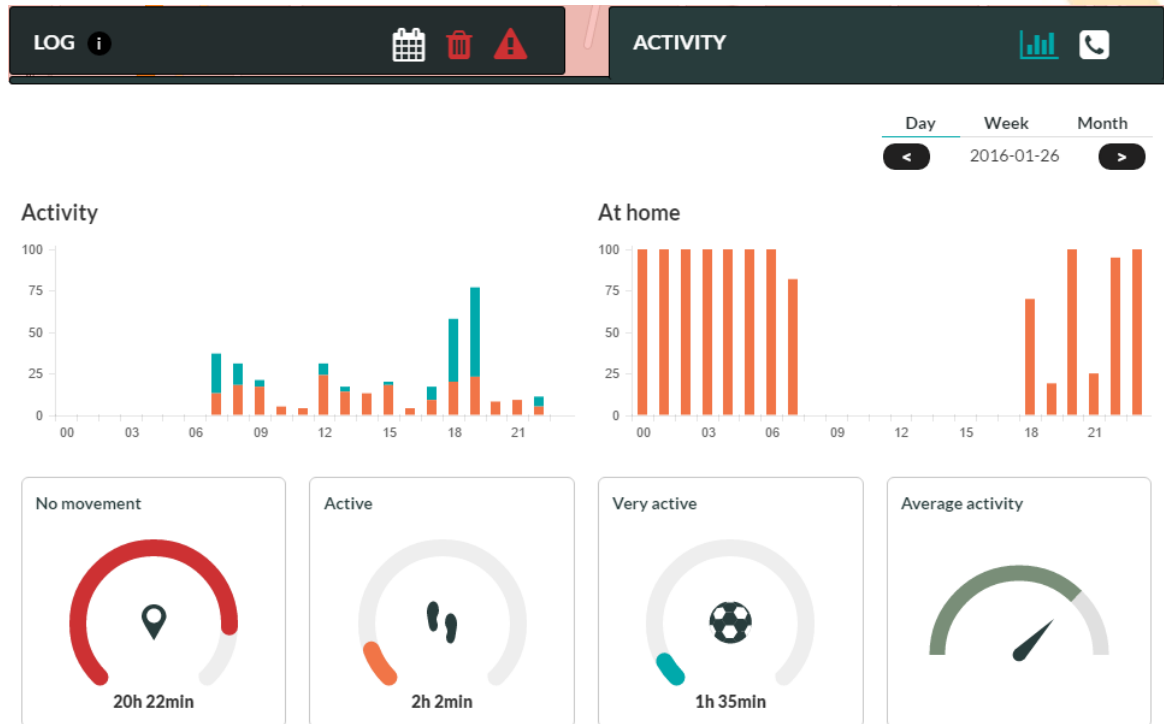 LOG i
ACTIVITY
Day Week Month
< 2016-01-26 >
Activity
100
75
50
25
0
00 03 06 09 12 15 18 21
At home
100
75
50
25
0
00 03 06 09 12 15 18 21
No movement
20h 22min
Active
2h 2min
Very active
1h 35min
Average activity